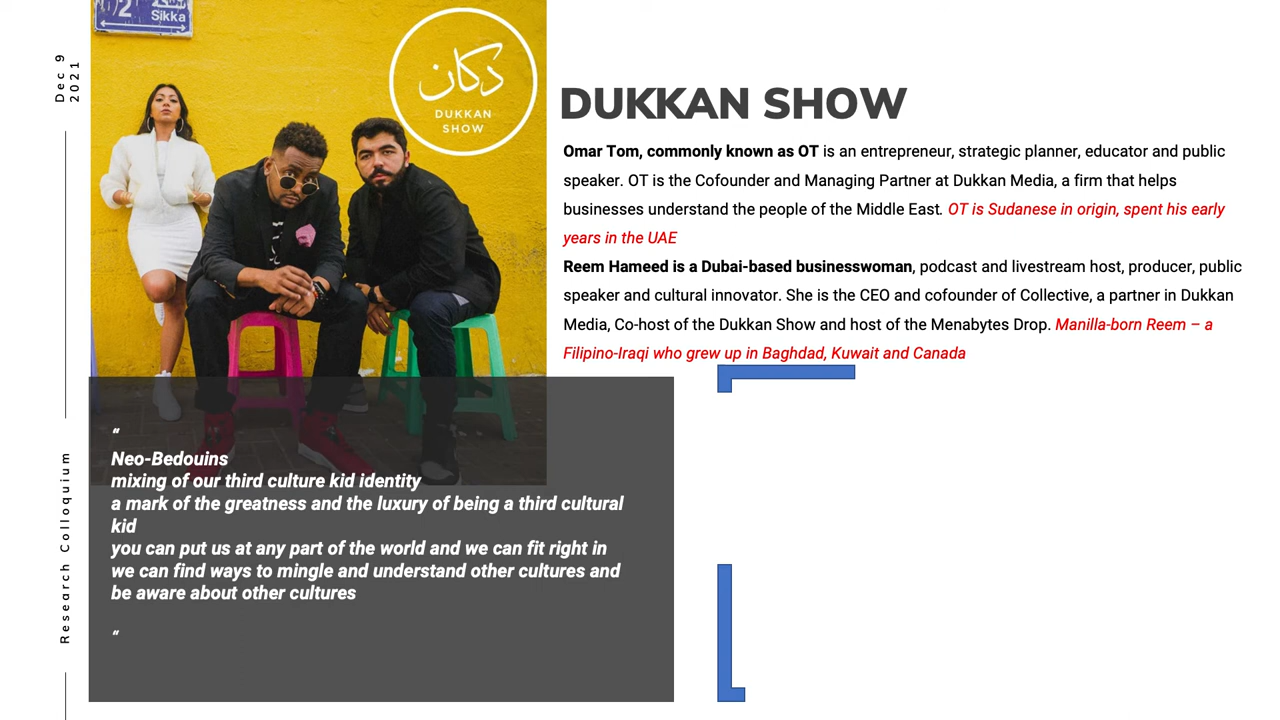 2
سكة
Sikka
دكان
DUKKAN
SHOW
Dec 9
2021
Research Colloquium
DUKKAN SHOW
Omar Tom, commonly known as OT is an entrepreneur, strategic planner, educator and public
speaker. OT is the Cofounder and Managing Partner at Dukkan Media, a firm that helps
businesses understand the people of the Middle East. OT is Sudanese in origin, spent his early
years in the UAE
Reem Hameed is a Dubai-based businesswoman, podcast and livestream host, producer, public
speaker and cultural innovator. She is the CEO and cofounder of Collective, a partner in Dukkan
Media, Co-host of the Dukkan Show and host of the Menabytes Drop. Manilla-born Reem – a
Filipino-Iraqi who grew up in Baghdad, Kuwait and Canada
“
Neo-Bedouins
mixing of our third culture kid identity
a mark of the greatness and the luxury of being a third cultural
kid
you can put us at any part of the world and we can fit right in
we can find ways to mingle and understand other cultures and
be aware about other cultures
“